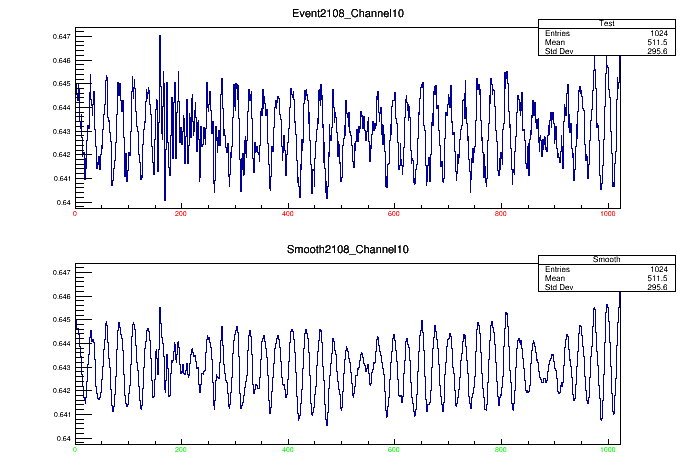 Event2108_Channel10
Test
Entries 1024
Mean 511.5
Std Dev 295.6
0.647
0.646
0.645
0.644
0.643
0.642
0.641
0.64
0 200 400 600 800 1000
Smooth2108_Channel10
Smooth
Entries 1024
Mean 511.5
Std Dev 295.6
0.647
0.646
0.645
0.644
0.643
0.642
0.641
0.64
0 200 400 600 800 1000